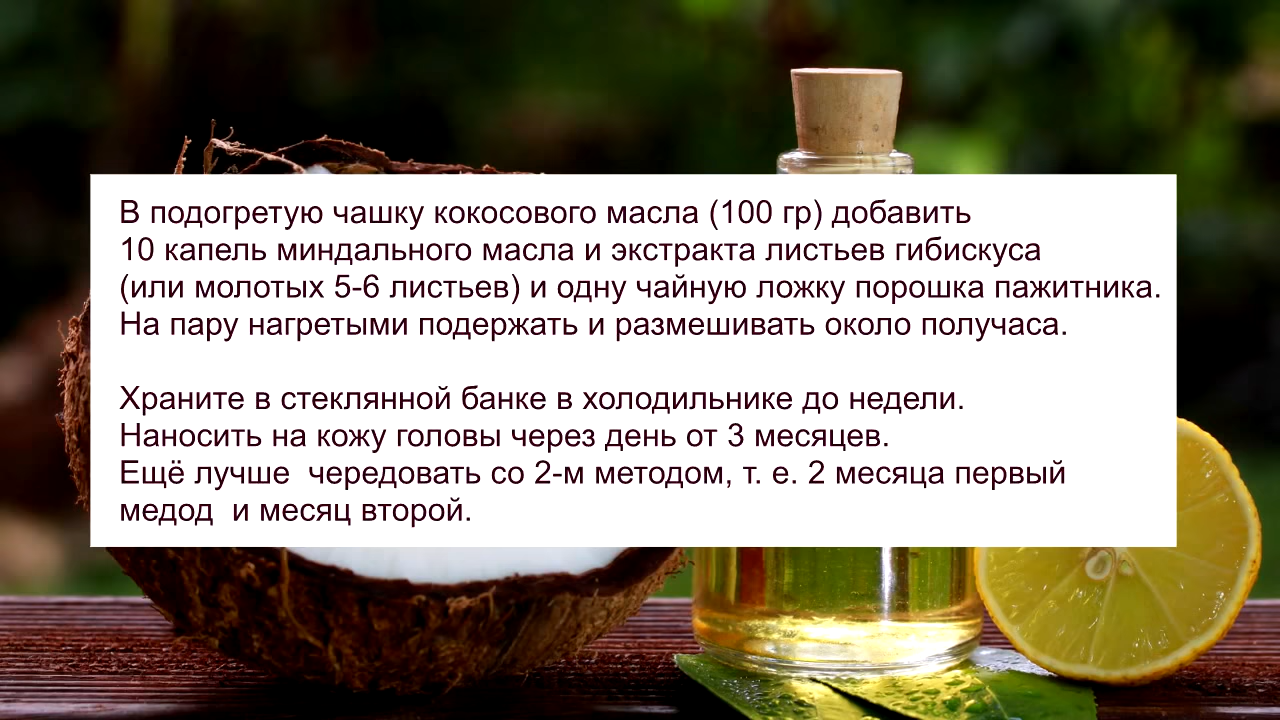 В подогретую чашку кокосового масла (100 гр) добавить
10 капель миндального масла и экстракта листьев гибискуса
(или молотых 5-6 листьев) и одну чайную ложку порошка пажитника.
На пару нагретыми подержать и размешивать около получаса.
Храните в стеклянной банке в холодильнике до недели.
Наносить на кожу головы через день от 3 месяцев.
Ещё лучше  чередовать со 2-м методом, т. е. 2 месяца первый
медод  и месяц второй.